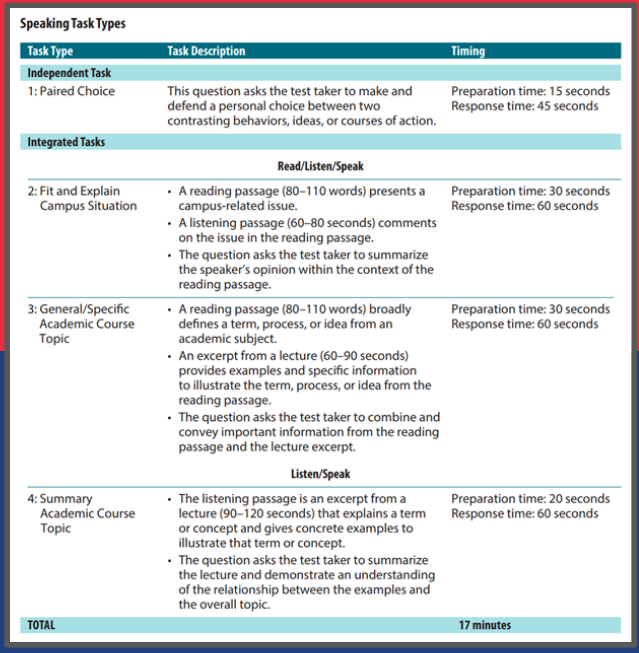 Speaking Task Types
Task Type Task Description Timing
Independent Task
1: Paired Choice This question asks the test taker to make and Preparation time: 15 seconds
defend a personal choice between two Response time: 45 seconds
contrasting behaviors, ideas, or courses of action.
Integrated Tasks
Read/Listen/Speak
2: Fit and Explain • A reading passage (80–110 words) presents a Preparation time: 30 seconds
Campus Situation campus-related issue. Response time: 60 seconds
• A listening passage (60–80 seconds) comments
on the issue in the reading passage.
• The question asks the test taker to summarize
the speaker's opinion within the context of the
reading passage.
3: General/Specific • A reading passage (80–110 words) broadly Preparation time: 30 seconds
Academic Course defines a term, process, or idea from an Response time: 60 seconds
Topic academic subject.
• An excerpt from a lecture (60–90 seconds)
provides examples and specific information
to illustrate the term, process, or idea from the
reading passage.
• The question asks the test taker to combine and
convey important information from the reading
passage and the lecture excerpt.
Listen/Speak
4: Summary • The listening passage is an excerpt from a Preparation time: 20 seconds
Academic Course lecture (90–120 seconds) that explains a term Response time: 60 seconds
Topic or concept and gives concrete examples to
illustrate that term or concept.
• The question asks the test taker to summarize
the lecture and demonstrate an understanding
of the relationship between the examples and
the overall topic.
TOTAL 17 minutes